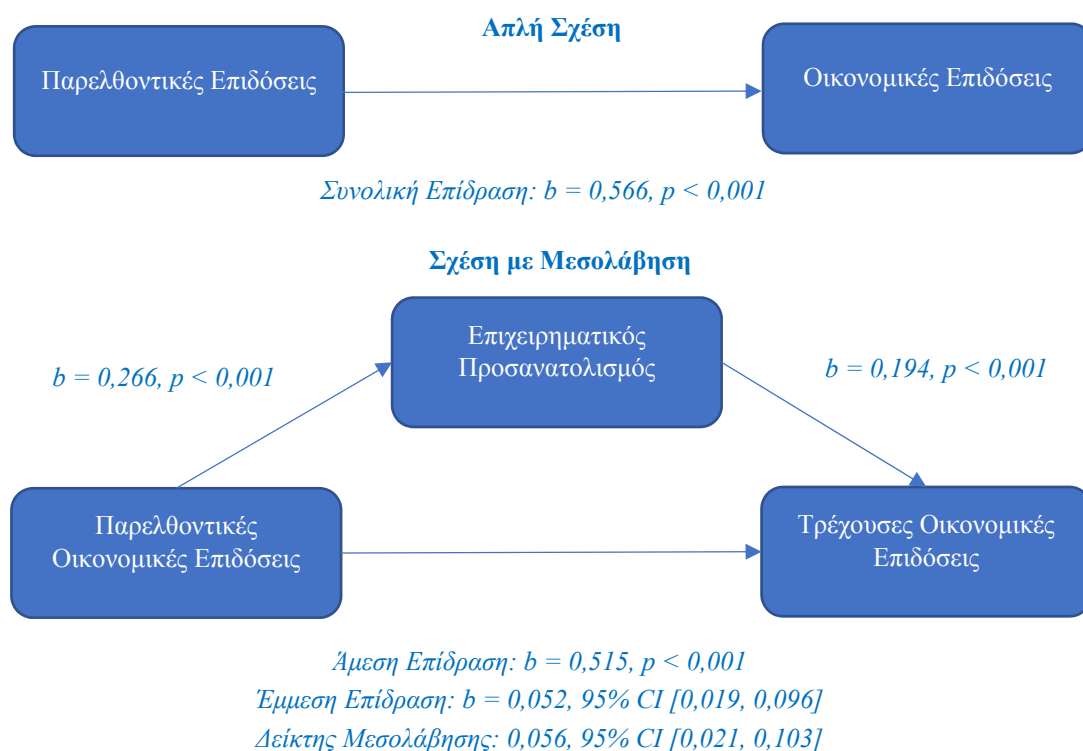 Απλή Σχέση
Παρελθοντικές Επιδόσεις
Οικονομικές Επιδόσεις
Συνολική Επίδραση: b = 0,566, p < 0,001
Σχέση με Μεσολάβηση
Επιχειρηματικός
Προσανατολισμός
b = 0,266, p < 0,001
b = 0,194, p < 0,001
Παρελθοντικές
Οικονομικές Επιδόσεις
Τρέχουσες Οικονομικές
Επιδόσεις
Άμεση Επίδραση: b = 0,515, p < 0,001
Έμμεση Επίδραση: b = 0,052, 95% CI [0,019, 0,096]
Δείκτης Μεσολάβησης: 0,056, 95% CI [0,021, 0,103]